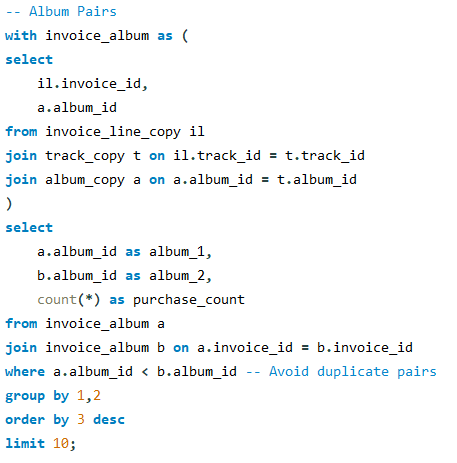 -- Album Pairs
with invoice_album as (
select
    il.invoice_id,
    a.album_id
from invoice_line_copy il
join track_copy t on il.track_id = t.track_id
join album_copy a on a.album_id = t.album_id
)
select
    a.album_id as album_1,
    b.album_id as album_2,
    count(*) as purchase_count
from invoice_album a
join invoice_album b on a.invoice_id = b.invoice_id
where a.album_id < b.album_id -- Avoid duplicate pairs
group by 1,2
order by 3 desc
limit 10;